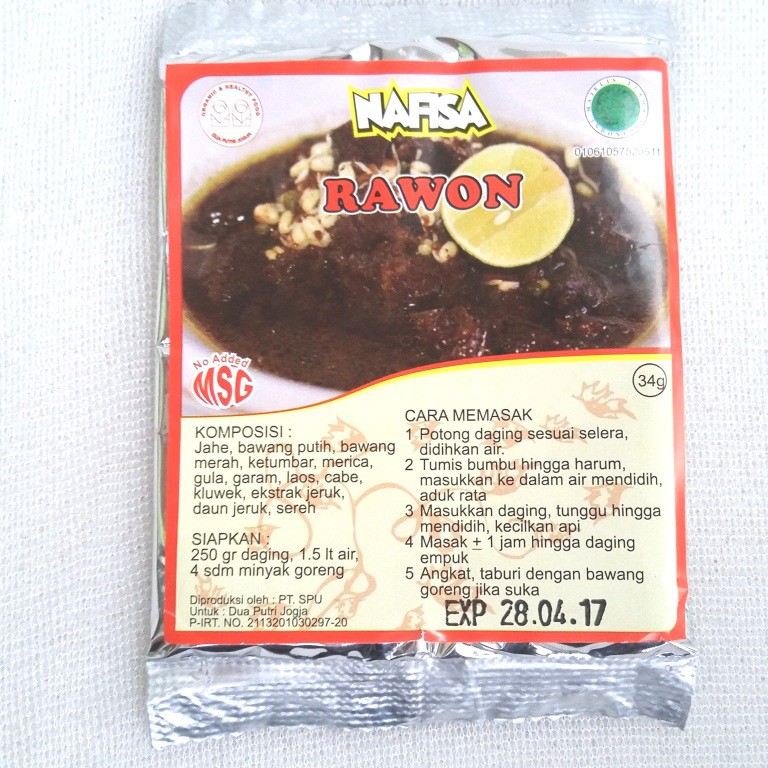 ORGANIC & HEALTHY FOOD
NAFISA
RAWON
No Added
MSG
34g
KOMPOSISI :
Jahe, bawang putih, bawang
merah, ketumbar, merica,
gula, garam, laos, cabe,
kluwek, ekstrak jeruk,
daun jeruk, sereh
SIAPKAN :
250 gr daging, 1.5 lt air,
4 sdm minyak goreng
Diproduksi oleh : PT. SPU
Untuk : Dua Putri Jogja
P-IRT. NO. 2113201030297-20
CARA MEMASAK
1 Potong daging sesuai selera,
didihkan air.
2 Tumis bumbu hingga harum,
masukkan ke dalam air mendidih,
aduk rata
3 Masukkan daging, tunggu hingga
mendidih, kecilkan api
4 Masak ± 1 jam hingga daging
empuk
5 Angkat, taburi dengan bawang
goreng jika suka
EXP 28.04.17